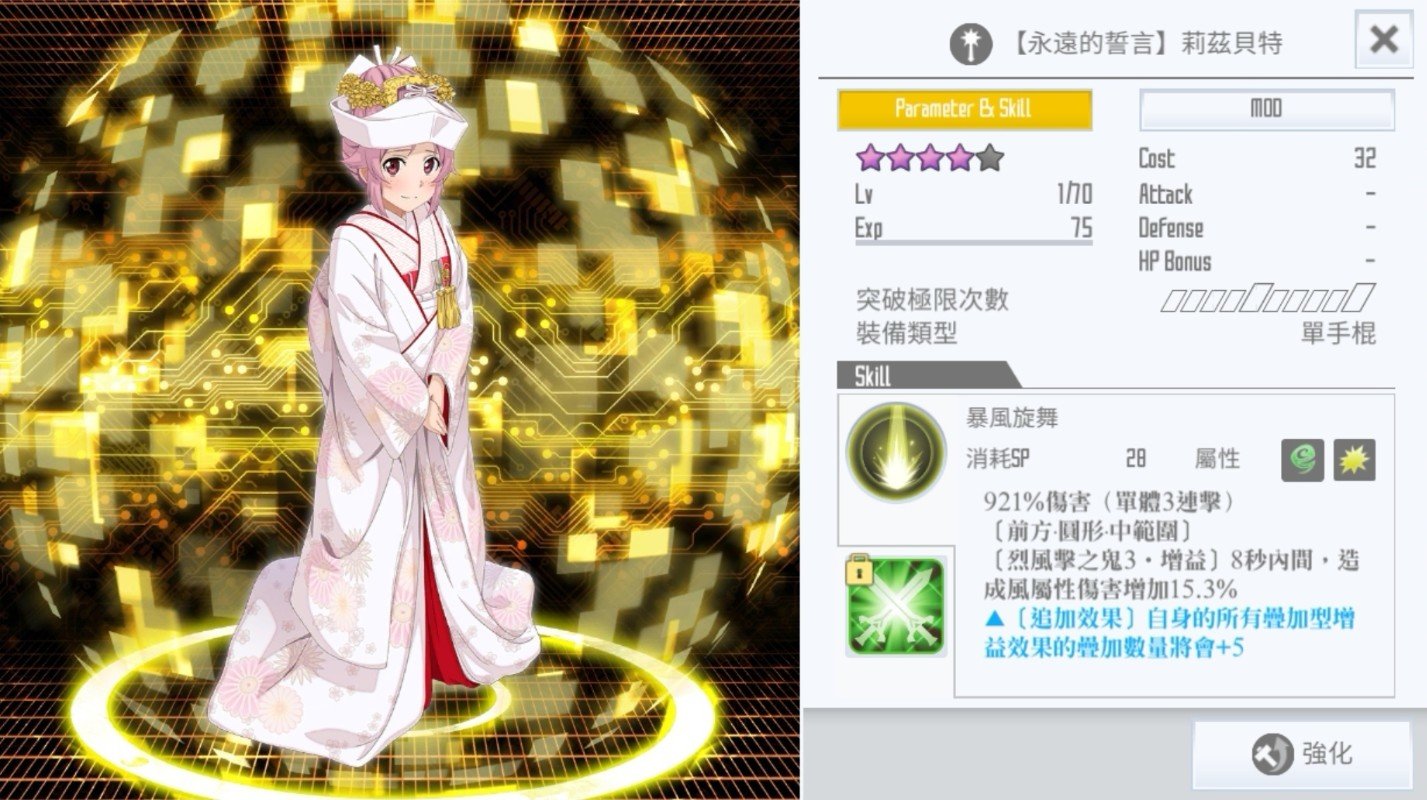 【永遠的誓言】莉茲貝特
Parameter & Skill
MOD
Lv 1/70
Exp 75
Cost 32
Attack -
Defense -
HP Bonus -
突破極限次數
裝備類型 單手棍
Skill
暴風旋舞
消耗SP 28 屬性
921%傷害（單體3連擊）
〔前方·圓形·中範圍〕
〔烈風擊之鬼3·增益〕8秒內間，造
成風屬性傷害增加15.3%
▲〔追加效果〕自身的所有疊加型增
益效果的疊加數量將會+5
強化